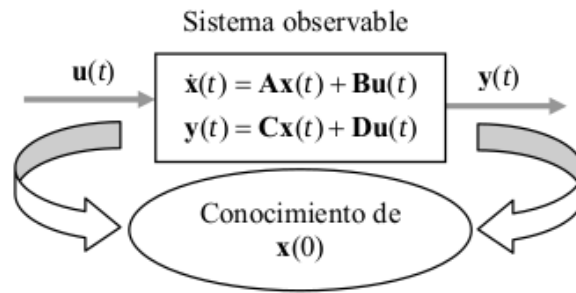 Sistema observable
u(t)
ẋ(t) = Ax(t) + Bu(t)
y(t) = Cx(t) + Du(t)
y(t)
Conocimiento de
x(0)